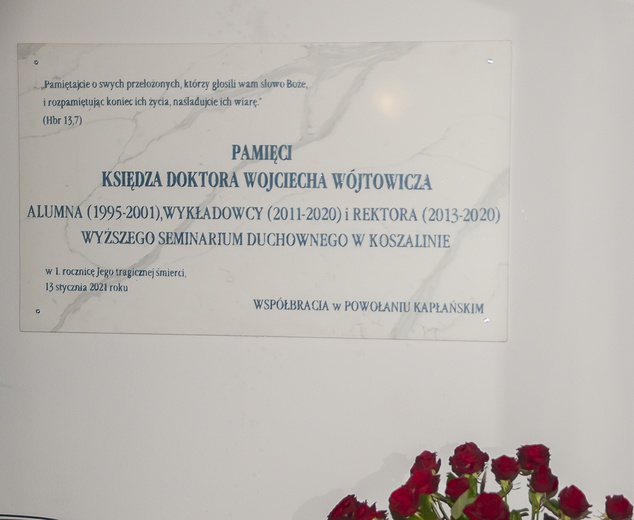 „Pamiętajcie o swych przełożonych, którzy głosili wam słowo Boże,
i rozpamiętując koniec ich życia, naśladujcie ich wiarę."
(Hbr 13,7)
PAMIĘCI
KSIĘDZA DOKTORA WOJCIECHA WÓJTOWICZA
ALUMNA (1995-2001),WYKŁADOWCY (2011-2020) i REKTORA (2013-2020)
WYŻSZEGO SEMINARIUM DUCHOWNEGO W KOSZALINIE
w 1. rocznicę Jego tragicznej śmierci,
13 stycznia 2021 roku
WSPÓŁBRACIA w POWOŁANIU KAPŁAŃSKIM